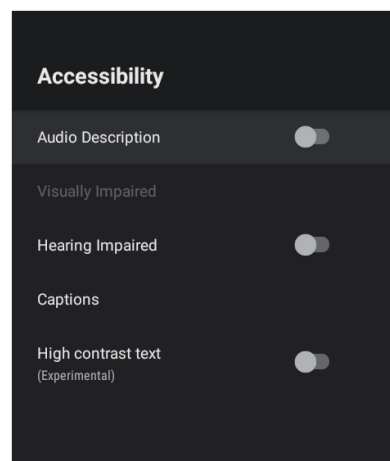 Accessibility
Audio Description
Visually Impaired
Hearing Impaired
Captions
High contrast text
(Experimental)